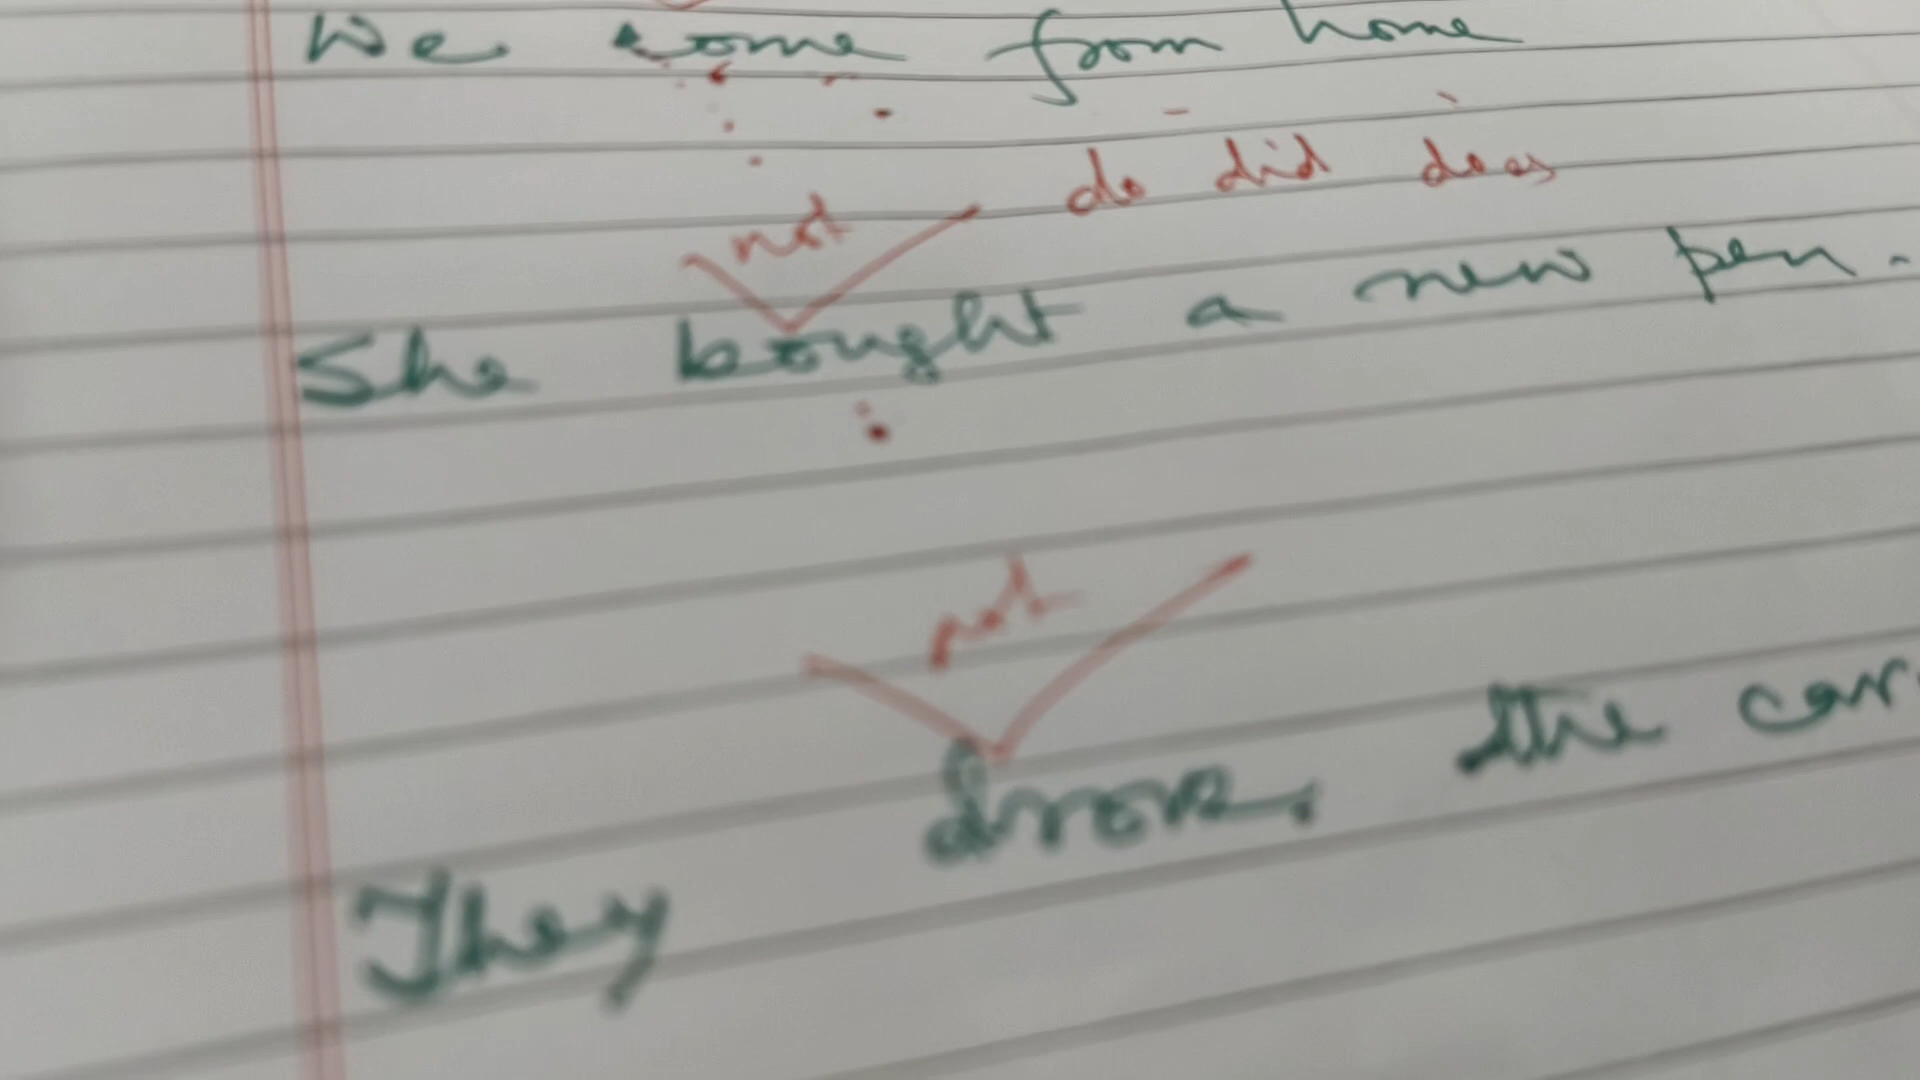 We come from home
not do did does
She bought a new pen.
not
They drove the car